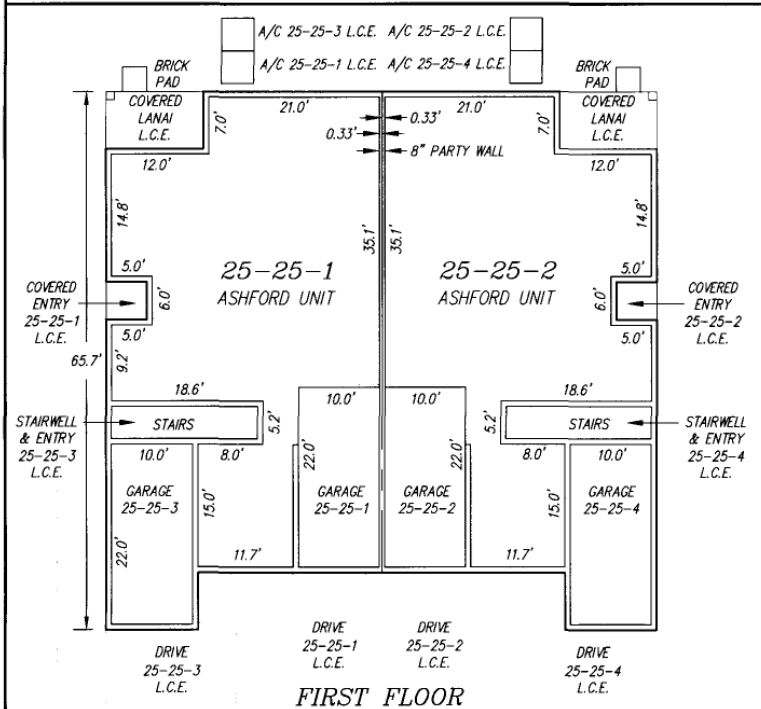 A/C 25-25-3 L.C.E. A/C 25-25-2 L.C.E.
A/C 25-25-1 L.C.E. A/C 25-25-4 L.C.E.
BRICK
PAD
BRICK
PAD
COVERED
LANAI
L.C.E.
COVERED
LANAI
L.C.E.
21.0'
21.0'
7.0'
7.0'
0.33'
0.33'
8" PARTY WALL
12.0'
12.0'
14.8'
14.8'
35.1'
35.1'
25-25-1
ASHFORD UNIT
25-25-2
ASHFORD UNIT
5.0'
5.0'
6.0'
6.0'
COVERED
ENTRY
25-25-1
L.C.E.
COVERED
ENTRY
25-25-2
L.C.E.
5.0'
5.0'
65.7'
9.2'
18.6'
18.6'
10.0'
10.0'
STAIRWELL
& ENTRY
25-25-3
L.C.E.
STAIRS
5.2'
5.2'
STAIRS
STAIRWELL
& ENTRY
25-25-4
L.C.E.
10.0'
8.0'
22.0'
22.0'
8.0'
10.0'
GARAGE
25-25-3
GARAGE
25-25-1
GARAGE
25-25-2
GARAGE
25-25-4
15.0'
15.0'
22.0'
22.0'
11.7'
11.7'
DRIVE
25-25-3
L.C.E.
DRIVE
25-25-1
L.C.E.
DRIVE
25-25-2
L.C.E.
DRIVE
25-25-4
L.C.E.
FIRST FLOOR